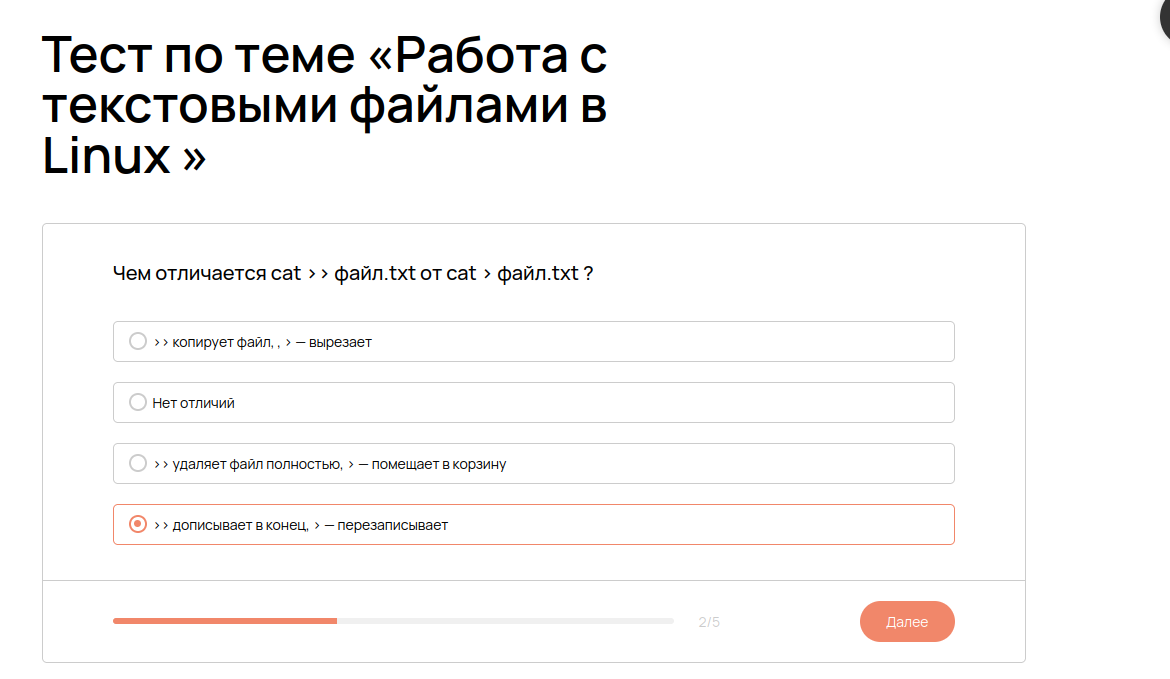 Тест по теме «Работа с
текстовыми файлами в
Linux »
Чем отличается cat >> файл.txt от cat > файл.txt ?
>> копирует файл, , > — вырезает
Нет отличий
>> удаляет файл полностью, > — помещает в корзину
>> дописывает в конец, > — перезаписывает
2/5
Далее